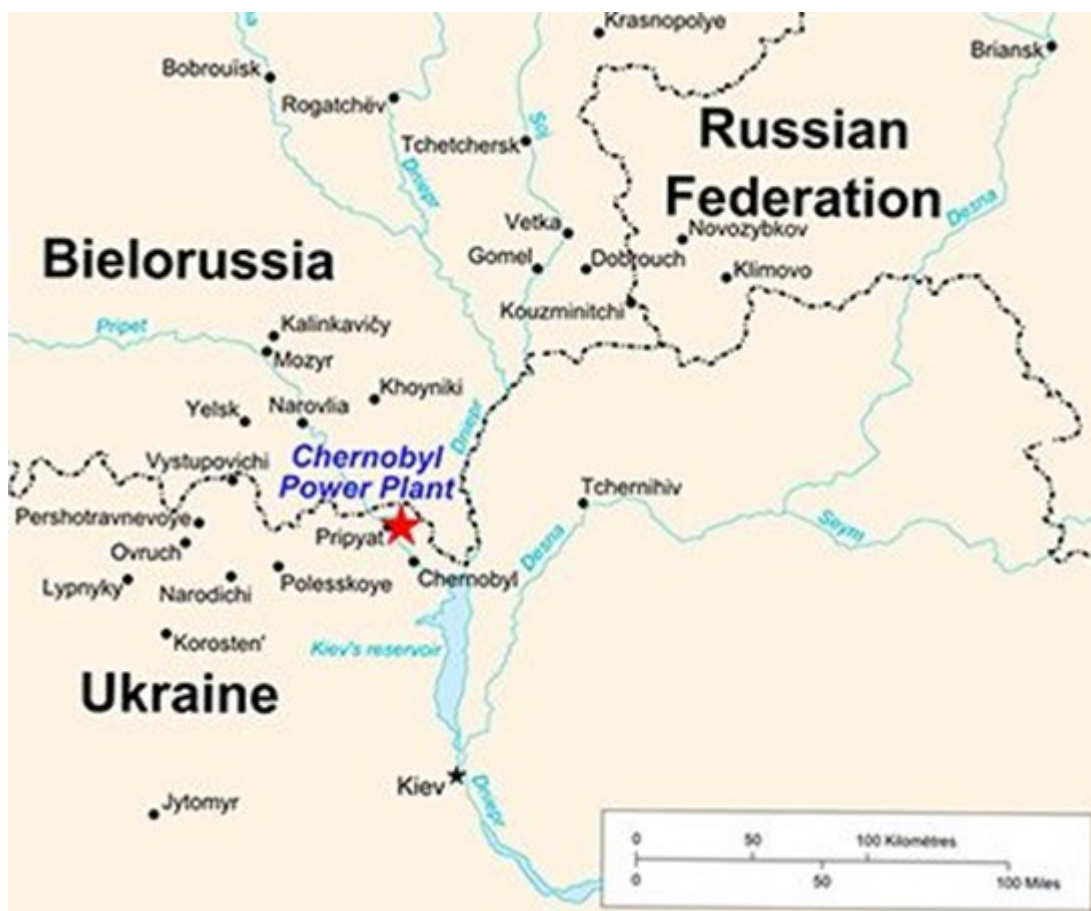 Krasnopolye
Briansk
Bobrouïsk
Rogatchëv
Russian
Federation
Tchetchersk
Soj
Dniepr
Desna
Vetka
Novozybkov
Bielorussia
Gomel
Dobrouch
Klimovo
Kouzminitchi
Pripet
Kalinkavičy
Mozyr
Khoyniki
Yelsk
Narovlia
Dniepr
Vystupovichi
Chernobyl
Power Plant
Tchernihiv
Pershotravnevoye
Pripyat
Seym
Desna
Ovruch
Lypnyky
Narodichi
Polesskoye
Chernobyl
Korosten'
Kiev's reservoir
Ukraine
Kiev
Dniepr
Jytomyr
0 50 100 Kilomètres
0 50 100 Miles